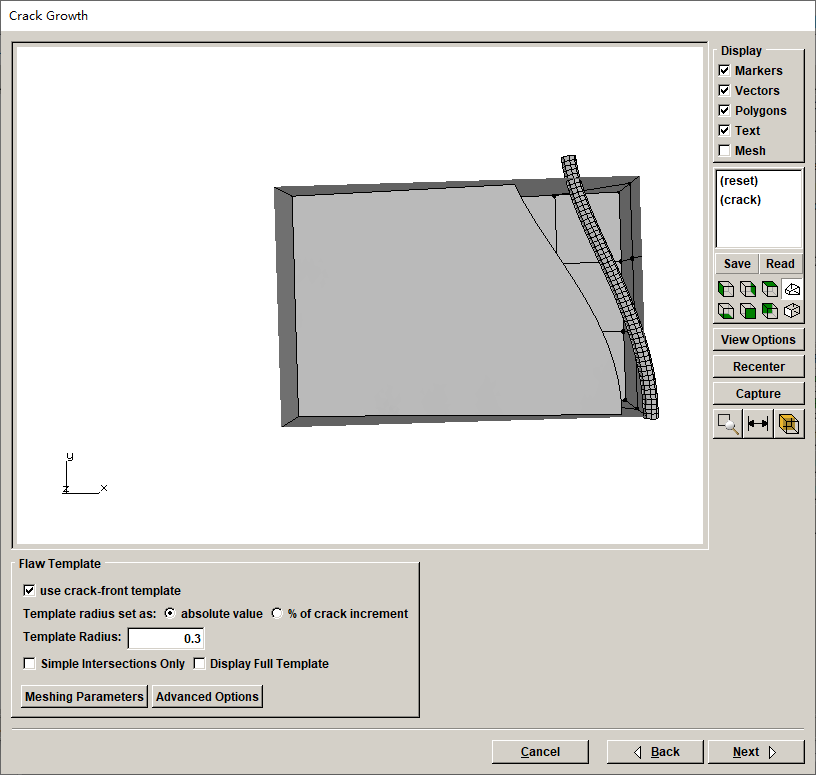 Crack Growth
Display
Markers
Vectors
Polygons
Text
Mesh
(reset)
(crack)
Save Read
View Options
Recenter
Capture
y
z x
Flaw Template
use crack-front template
Template radius set as: absolute value % of crack increment
Template Radius: 0.3
Simple Intersections Only Display Full Template
Meshing Parameters Advanced Options
Cancel Back Next